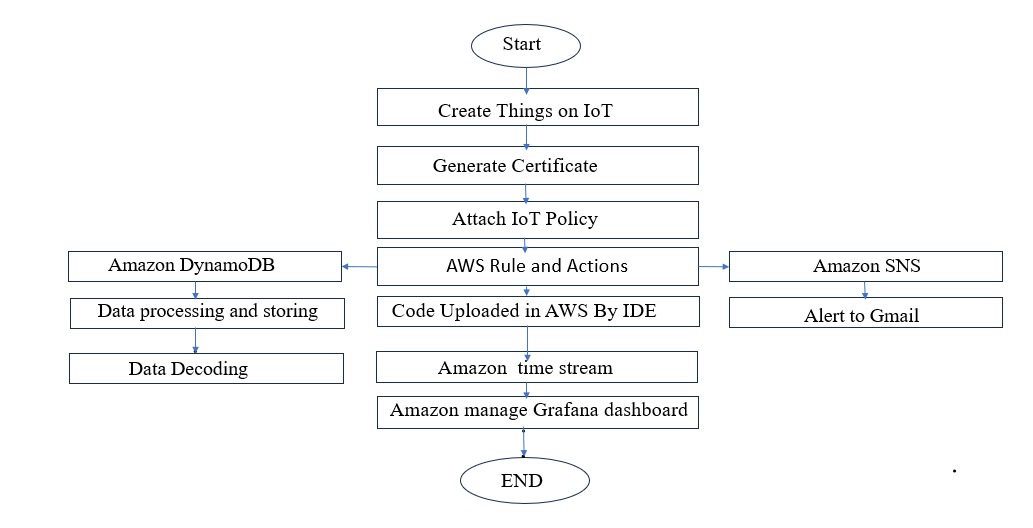 Start
Create Things on IoT
Generate Certificate
Attach IoT Policy
Amazon DynamoDB
AWS Rule and Actions
Amazon SNS
Data processing and storing
Code Uploaded in AWS By IDE
Alert to Gmail
Data Decoding
Amazon time stream
Amazon manage Grafana dashboard
END